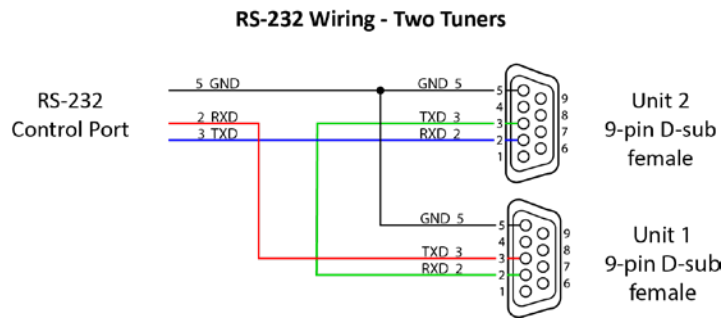 RS-232 Wiring - Two Tuners
RS-232
Control Port
5 GND
2 RXD
3 TXD
GND 5
TXD 3
RXD 2
5
4
3
2
1
9
8
7
6
Unit 2
9-pin D-sub
female
GND 5
TXD 3
RXD 2
5
4
3
2
1
9
8
7
6
Unit 1
9-pin D-sub
female